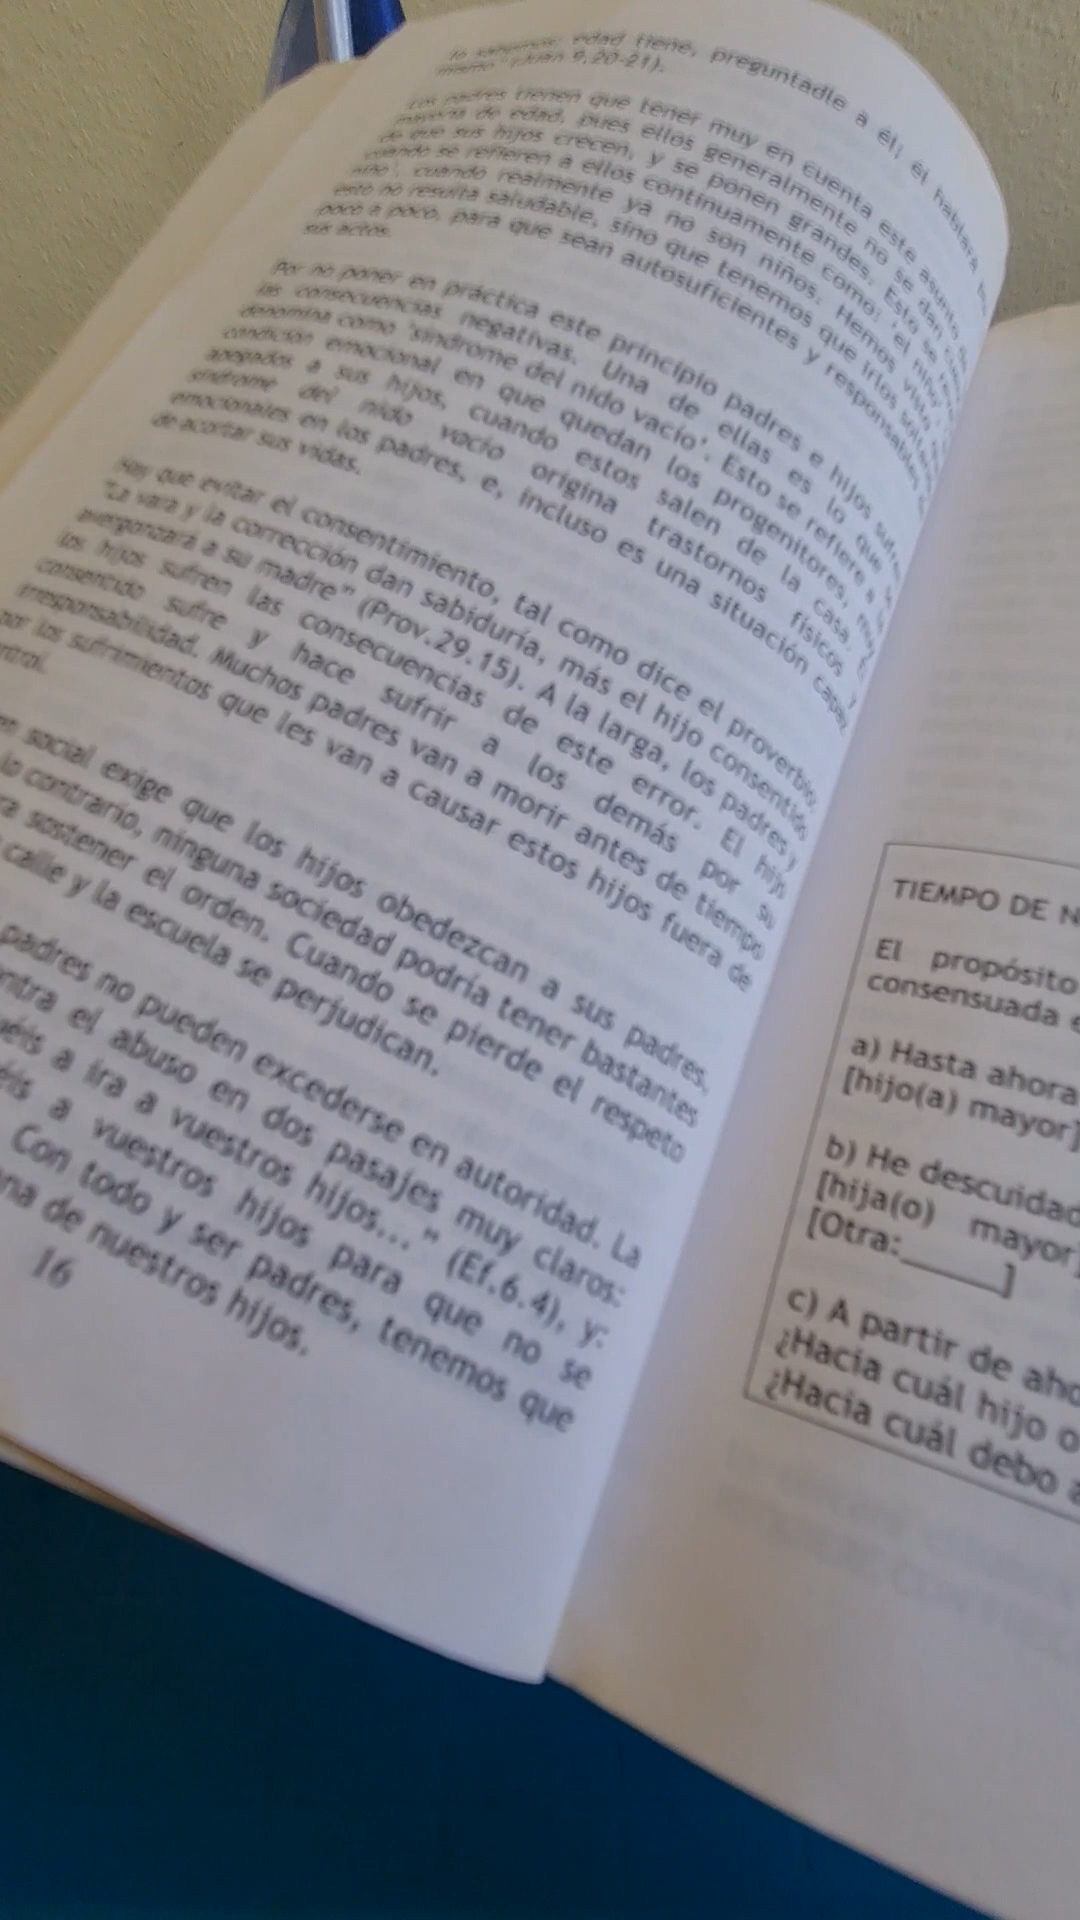 edad tiene, preguntadle a él; él hablará
(Juan 9.20-21).
Los padres tienen que tener muy en cuenta este asunto
mayoría de edad, pues ellos generalmente no se dan
de que sus hijos crecen, y se ponen grandes. Esto se
cuando se refieren a ellos continuamente como: 'el niño',
niño', cuando realmente ya no son niños. Hemos visto
esto no resulta saludable, sino que tenemos que irlos
poco a poco, para que sean autosuficientes y responsables
sus actos.
Por no poner en práctica este principio padres e hijos
las consecuencias negativas. Una de ellas es lo que
denomina como 'síndrome del nido vacío'. Esto se refiere a
condición emocional en que quedan los progenitores,
apegados a sus hijos, cuando estos salen de la casa.
síndrome del nido vacío origina trastornos físicos y
emocionales en los padres, e, incluso es una situación capaz
de acortar sus vidas.
Hay que evitar el consentimiento, tal como dice el proverbio:
"La vara y la corrección dan sabiduría, más el hijo consentido
avergonzará a su madre" (Prov.29.15). A la larga, los padres y
los hijos sufren las consecuencias de este error. El hijo
consentido sufre y hace sufrir a los demás por su
irresponsabilidad. Muchos padres van a morir antes de tiempo
por los sufrimientos que les van a causar estos hijos fuera de
social exige que los hijos obedezcan a sus padres,
lo contrario, ninguna sociedad podría tener bastantes
sostener el orden. Cuando se pierde el respeto
calle y la escuela se perjudican.
padres no pueden excederse en autoridad. La
el abuso en dos pasajes muy claros:
a ira a vuestros hijos..." (Ef.6.4), y:
a vuestros hijos para que no se
Con todo y ser padres, tenemos que
de nuestros hijos.
16
TIEMPO DE
El propósito
consensuada
a) Hasta ahora
[hijo(a) mayor]
b) He descuidad
[hija(o) mayor]
[Otra:_____]
c) A partir de
¿Hacia cuál hijo
¿Hacia cuál debo